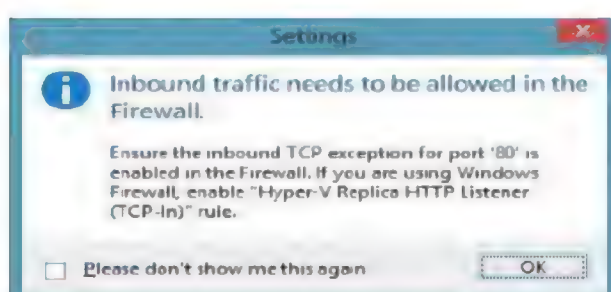 Settings
Inbound traffic needs to be allowed in the
Firewall.
Ensure the inbound TCP exception for port '80' is
enabled in the Firewall. If you are using Windows
Firewall, enable "Hyper-V Replica HTTP Listener
(TCP-In)" rule.
Please don't show me this again
OK